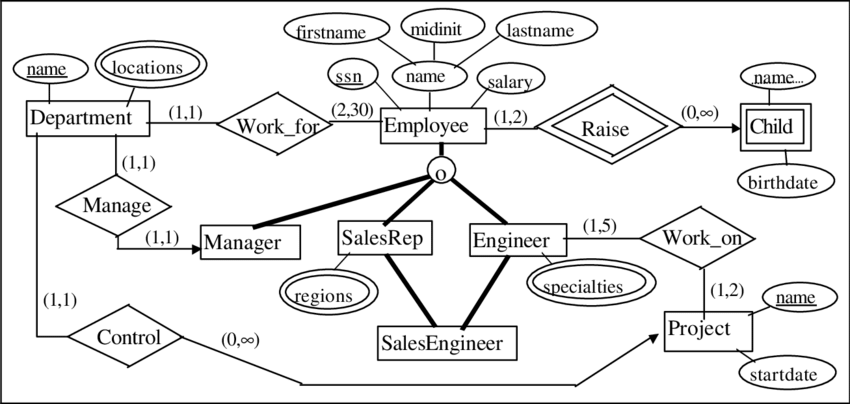 firstname
midinit
lastname
name
locations
ssn
name
salary
Department
(1,1)
Work_for
(2,30)
Employee
(1,2)
Raise
(0,∞)
name...
Child
birthdate
(1,1)
o
Manage
(1,1)
Manager
SalesRep
Engineer
(1,5)
Work_on
regions
specialties
(1,2)
name
(1,1)
Control
(0,∞)
SalesEngineer
Project
startdate